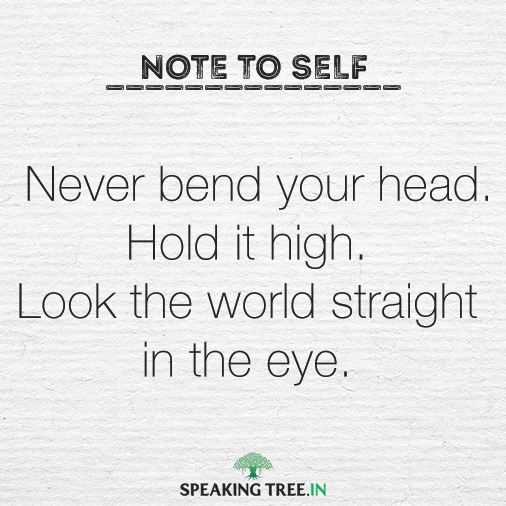 NOTE TO SELF
Never bend your head.
Hold it high.
Look the world straight
in the eye.
SPEAKING TREE.IN